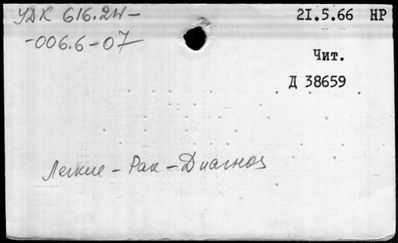 УДК 616.24-
-006.6-07
21.5.66 НР
Чит.
Д 38659
Легкие - Рак - Диагноз